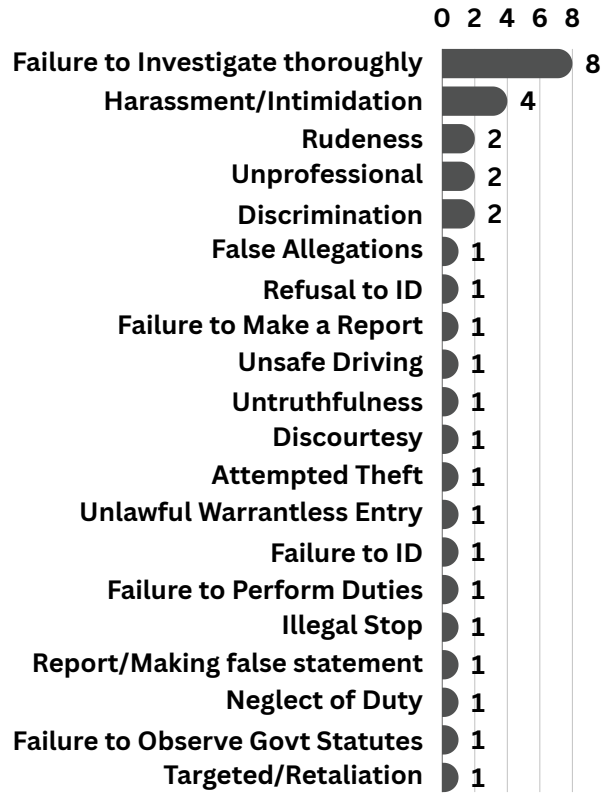 0 2 4 6 8
Failure to Investigate thoroughly 8
Harassment/Intimidation 4
Rudeness 2
Unprofessional 2
Discrimination 2
False Allegations 1
Refusal to ID 1
Failure to Make a Report 1
Unsafe Driving 1
Untruthfulness 1
Discourtesy 1
Attempted Theft 1
Unlawful Warrantless Entry 1
Failure to ID 1
Failure to Perform Duties 1
Illegal Stop 1
Report/Making false statement 1
Neglect of Duty 1
Failure to Observe Govt Statutes 1
Targeted/Retaliation 1